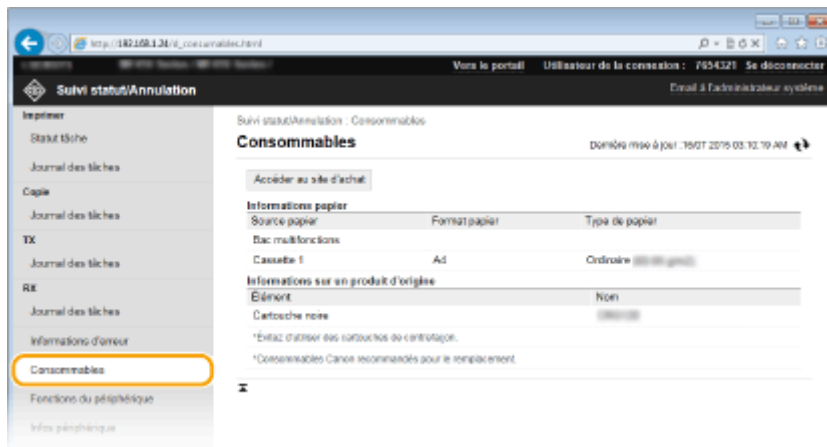 http://192.168.1.24/d_consumables.html
Vers le portail Utilisateur de la connexion : 7654321 Se déconnecter
Suivi statut/Annulation
Email à l'administrateur système
Imprimer
Statut tâche
Journal des tâches
Copie
Journal des tâches
TX
Journal des tâches
RX
Journal des tâches
Informations d'erreur
Consommables
Fonctions du périphérique
Infos périphérique
Suivi statut/Annulation : Consommables
Consommables
Dernière mise à jour :16/07 2015 03:10:19 AM
Accéder au site d'achat
Informations papier
Source papier Format papier Type de papier
Bac multifonctions
Cassette 1 A4 Ordinaire
Informations sur un produit d'origine
Élément Nom
Cartouche noire
*Évitez d'utiliser des cartouches de contrefaçon.
*Consommables Canon recommandés pour le remplacement.